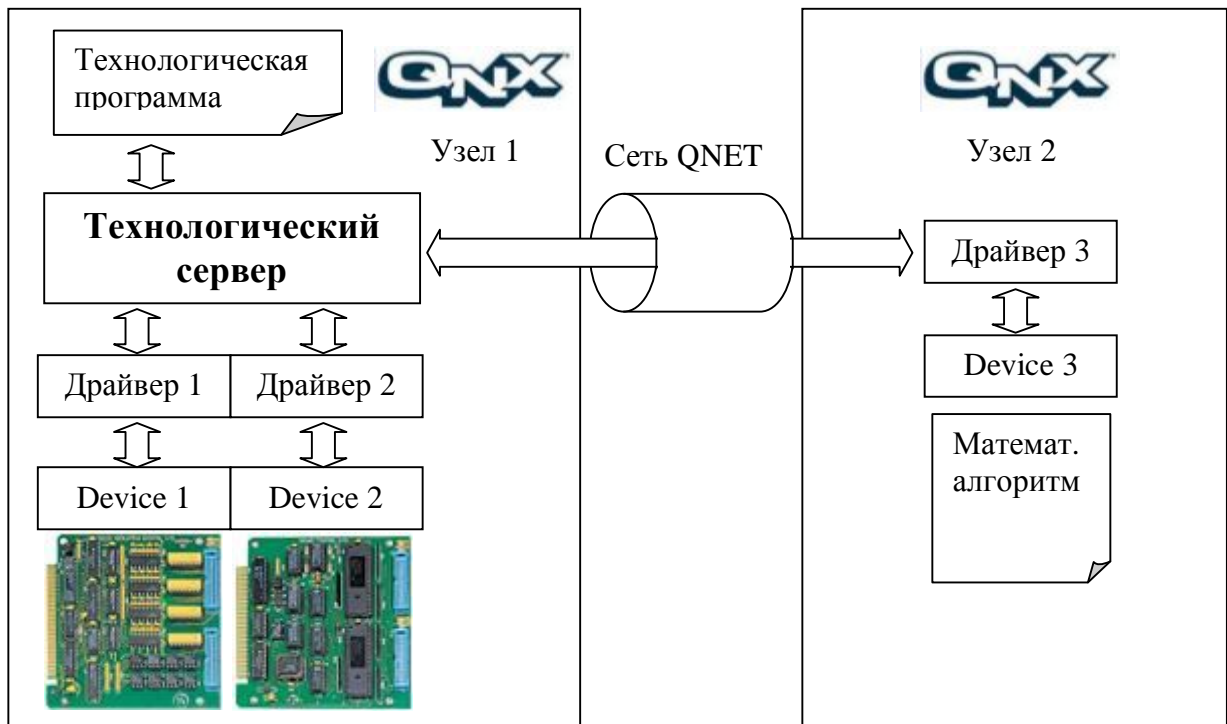 Технологическая
программа
QNX
Узел 1
Технологический
сервер
Драйвер 1
Драйвер 2
Device 1
Device 2
Сеть QNET
QNX
Узел 2
Драйвер 3
Device 3
Математ.
алгоритм